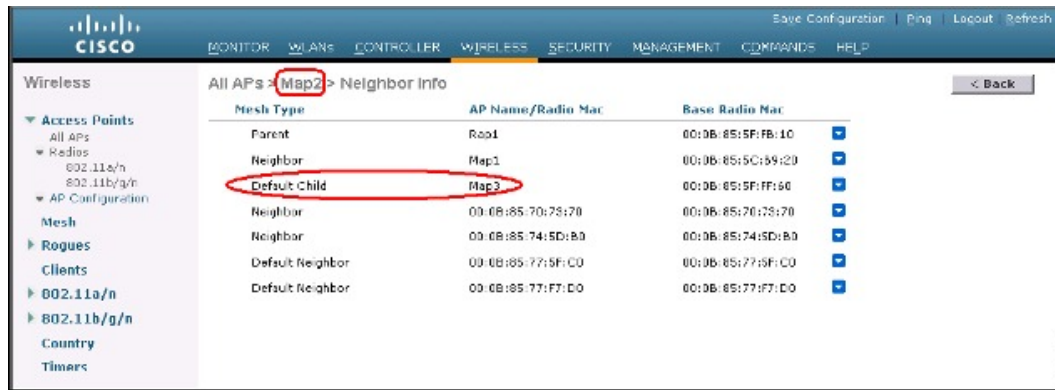 Save Configuration | Ping | Logout Refresh
CISCO
MONITOR WLANs CONTROLLER WIRELESS SECURITY MANAGEMENT COMMANDS HELP
Wireless
All APs > Map2 > Neighbor Info
< Back
Access Points
All APs
Radios
802.11a/n
802.11b/g/n
AP Configuration
Mesh
Rogues
Clients
802.11a/n
802.11b/g/n
Country
Timers
Mesh Type AP Name/Radio Mac Base Radio Mac
Parent Rap1 00:0B:85:5F:FB:10
Neighbor Map1 00:0B:85:5C:B9:20
Default Child Map3 00:0B:85:5F:FF:60
Neighbor 00:0B:85:70:73:70 00:0B:85:70:73:70
Neighbor 00:0B:85:74:5D:B0 00:0B:85:74:5D:B0
Default Neighbor 00:0B:85:77:5F:C0 00:0B:85:77:5F:C0
Default Neighbor 00:0B:85:77:F7:D0 00:0B:85:77:F7:D0